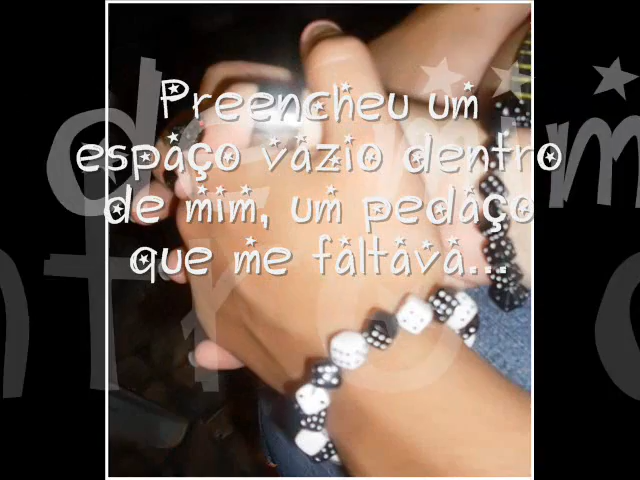 Preencheu um
espaço vazio dentro
de mim, um pedaço
que me faltava...